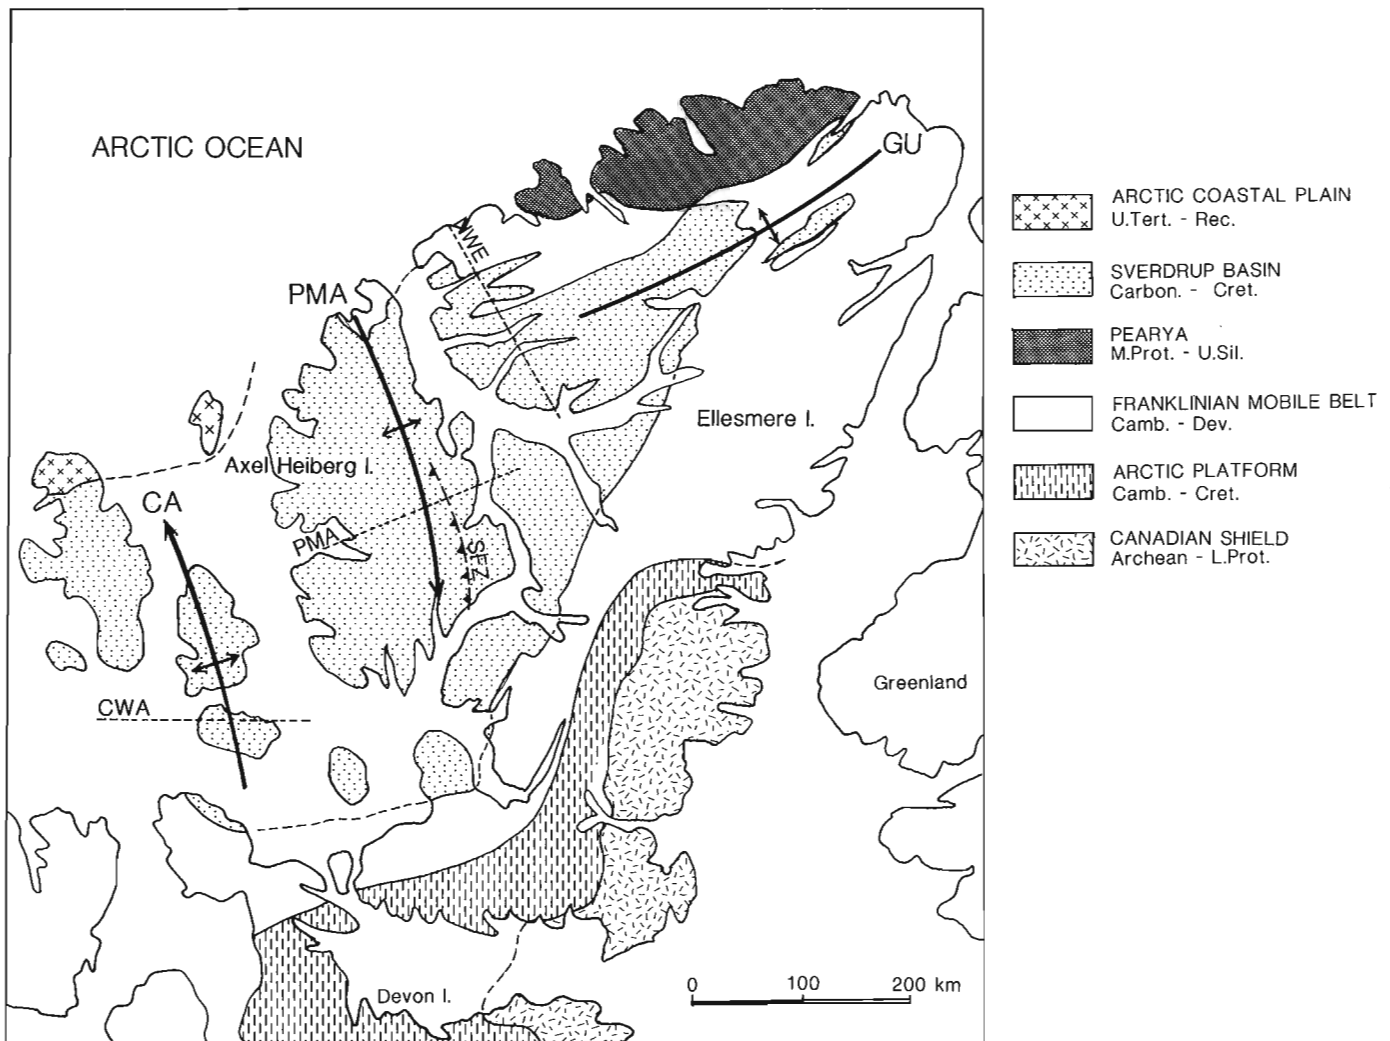 ARCTIC OCEAN
GU
NWE
PMA
Ellesmere I.
Axel Heiberg I.
CA
PMA
SFZ
CWA
Greenland
Devon I.
0 100 200 km
ARCTIC COASTAL PLAIN
U.Tert. - Rec.
SVERDRUP BASIN
Carbon. - Cret.
PEARYA
M.Prot. - U.Sil.
FRANKLINIAN MOBILE BELT
Camb. - Dev.
ARCTIC PLATFORM
Camb. - Cret.
CANADIAN SHIELD
Archean - L.Prot.